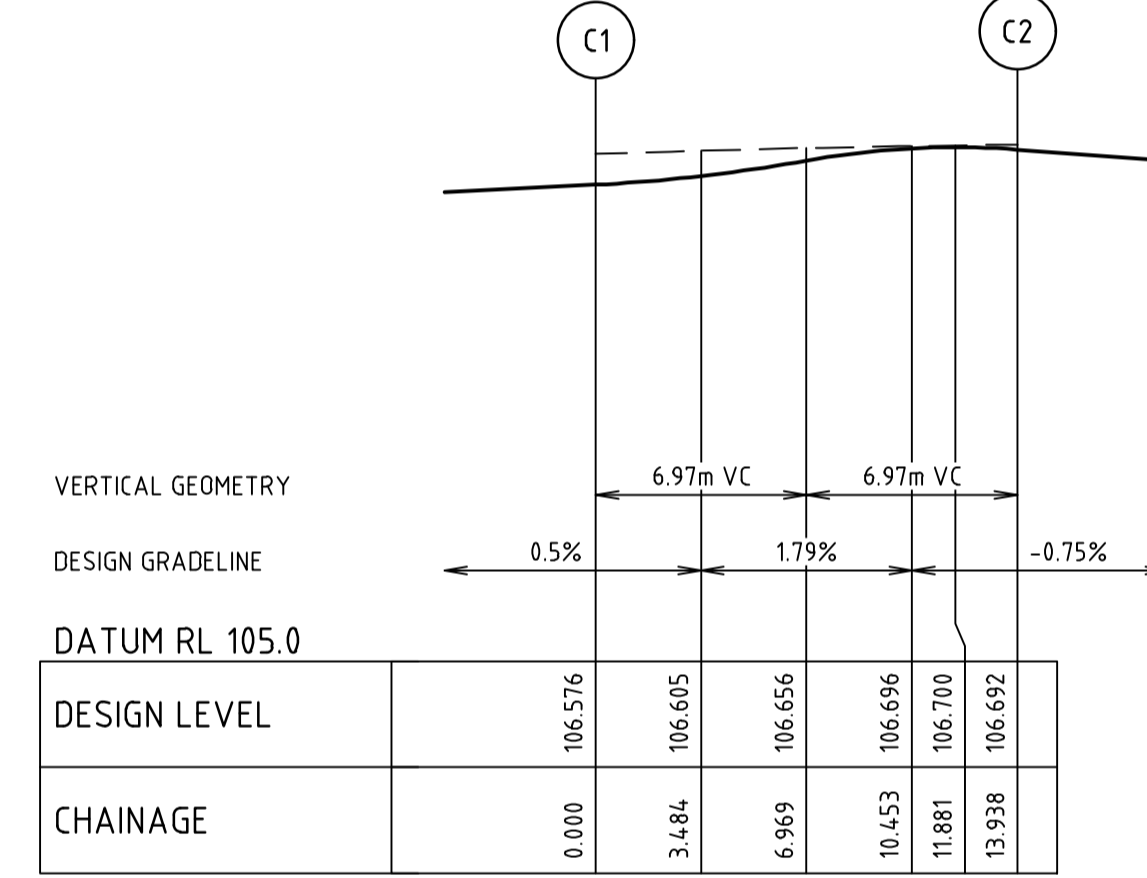 C1 C2
6.97m VC 6.97m VC
VERTICAL GEOMETRY
0.5% 1.79% -0.75%
DESIGN GRADELINE
DATUM RL 105.0
DESIGN LEVEL 106.576 106.605 106.656 106.696 106.700 106.692
CHAINAGE 0.000 3.484 6.969 10.453 11.881 13.938